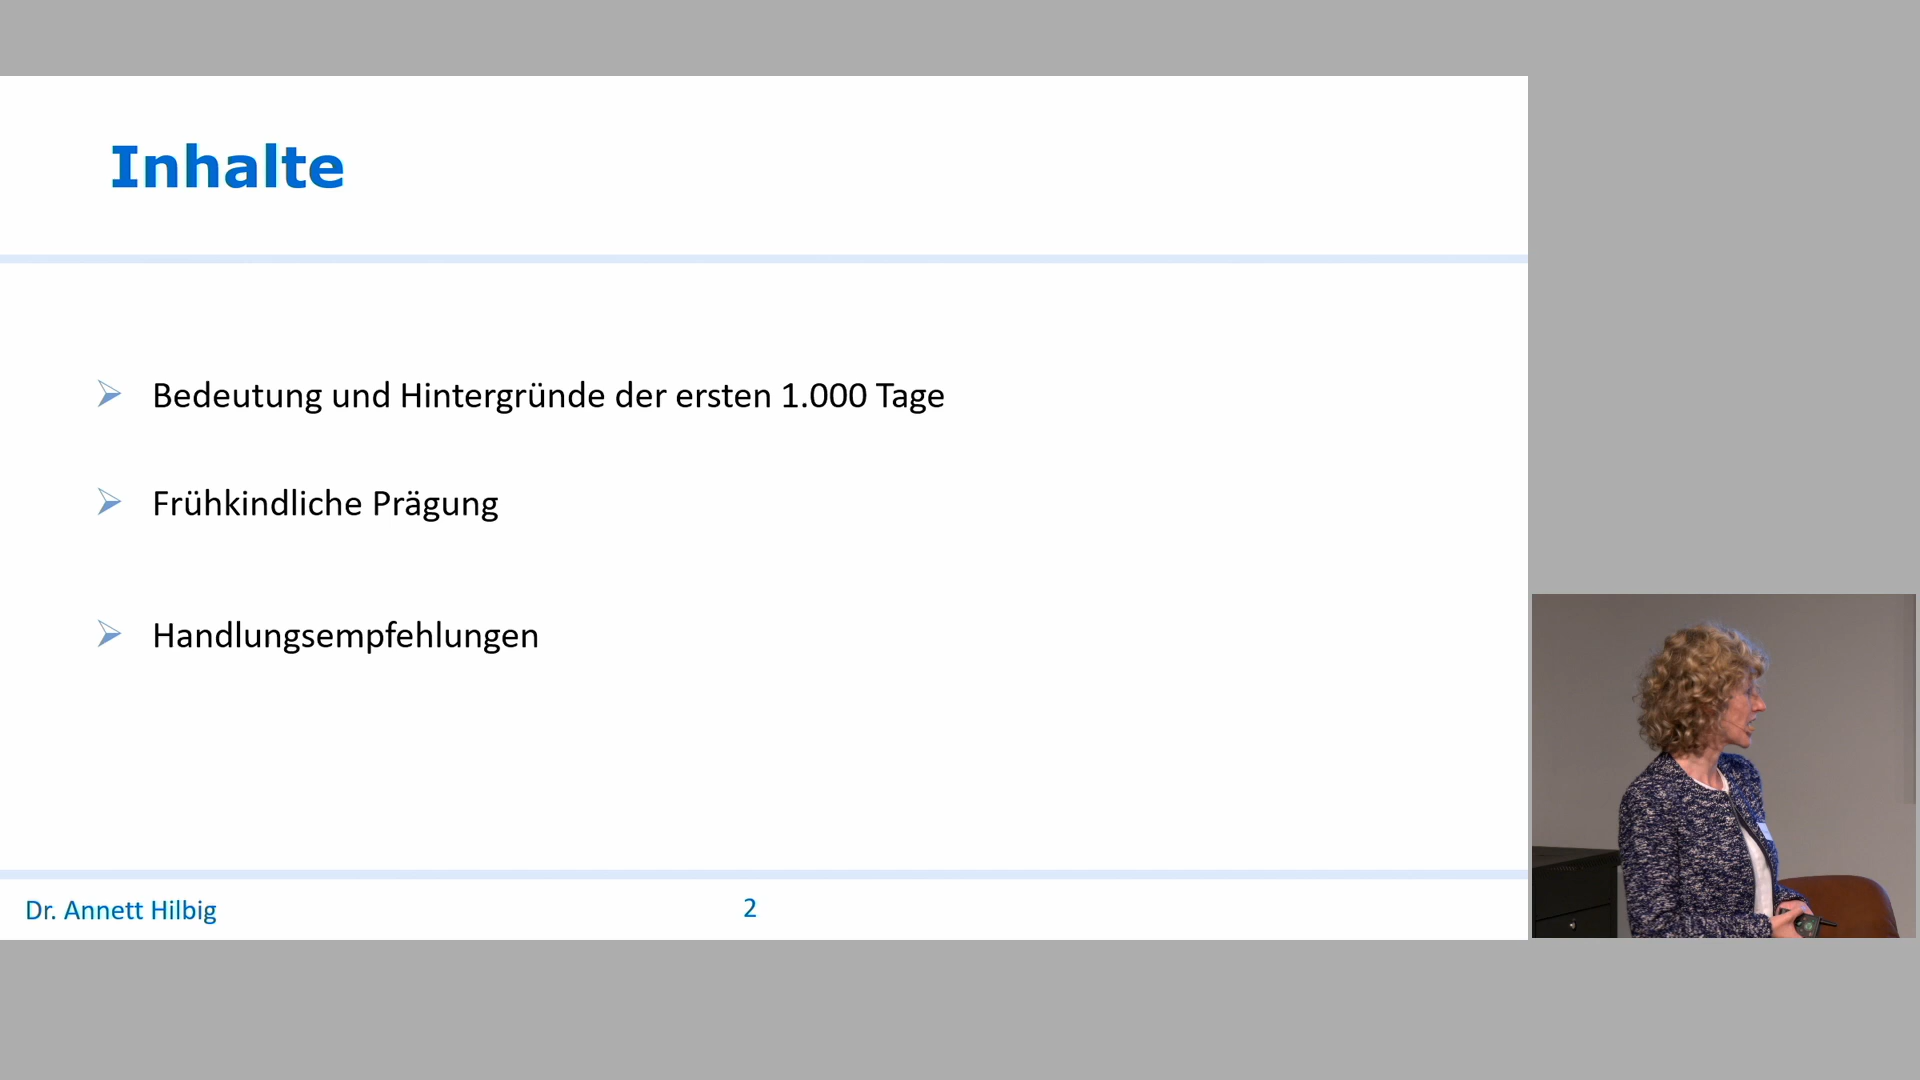 Inhalte
Bedeutung und Hintergründe der ersten 1.000 Tage
Frühkindliche Prägung
Handlungsempfehlungen
Dr. Annett Hilbig
2